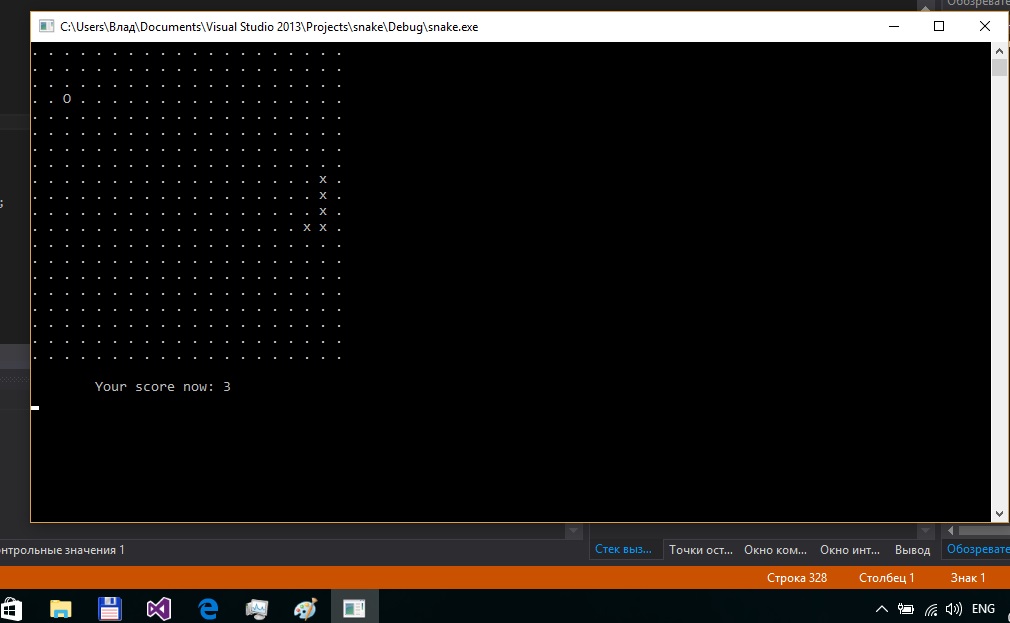 Обозревате
C:\Users\Влад\Documents\Visual Studio 2013\Projects\snake\Debug\snake.exe
. . . . . . . . . . . . . . . . . . . .
. . . . . . . . . . . . . . . . . . . .
. . . . . . . . . . . . . . . . . . . .
. . O . . . . . . . . . . . . . . . . .
. . . . . . . . . . . . . . . . . . . .
. . . . . . . . . . . . . . . . . . . .
. . . . . . . . . . . . . . . . . . . .
. . . . . . . . . . . . . . . . . . . .
. . . . . . . . . . . . . . . . . . x .
. . . . . . . . . . . . . . . . . . x .
. . . . . . . . . . . . . . . . . . x .
. . . . . . . . . . . . . . . . . x x .
. . . . . . . . . . . . . . . . . . . .
. . . . . . . . . . . . . . . . . . . .
. . . . . . . . . . . . . . . . . . . .
. . . . . . . . . . . . . . . . . . . .
. . . . . . . . . . . . . . . . . . . .
. . . . . . . . . . . . . . . . . . . .
. . . . . . . . . . . . . . . . . . . .
. . . . . . . . . . . . . . . . . . . .
Your score now: 3
;
онтрольные значения 1 Стек выз... Точки ост... Окно ком... Окно инт... Вывод Обозревате
Строка 328 Столбец 1 Знак 1
ENG